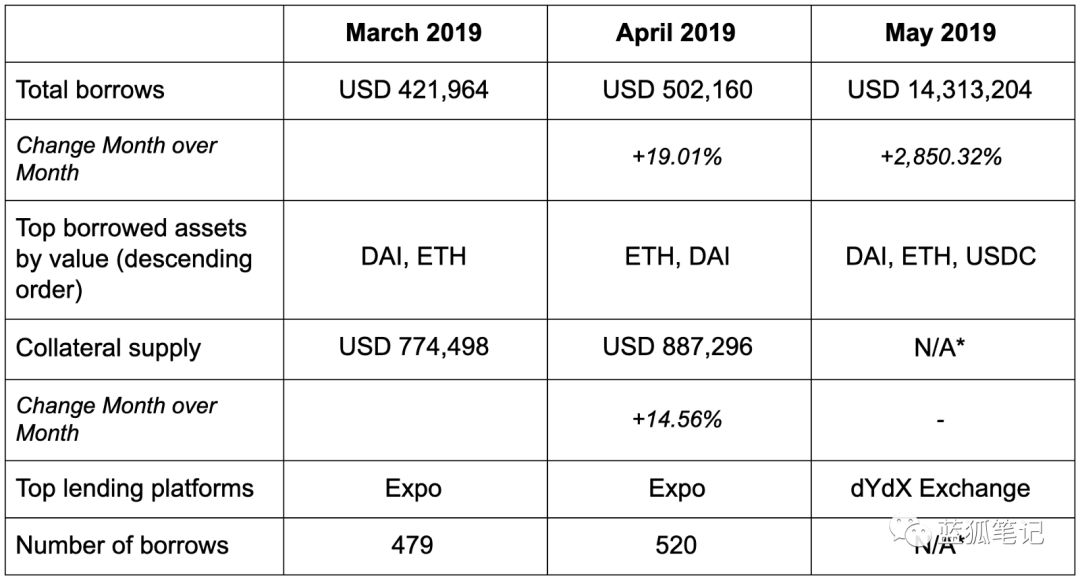 March 2019 April 2019 May 2019
Total borrows USD 421,964 USD 502,160 USD 14,313,204
Change Month over
Month +19.01% +2,850.32%
Top borrowed assets
by value (descending
order) DAI, ETH ETH, DAI DAI, ETH, USDC
Collateral supply USD 774,498 USD 887,296 N/A*
Change Month over
Month +14.56% -
Top lending platforms Expo Expo dYdX Exchange
Number of borrows 479 520 N/A*
蓝狐笔记